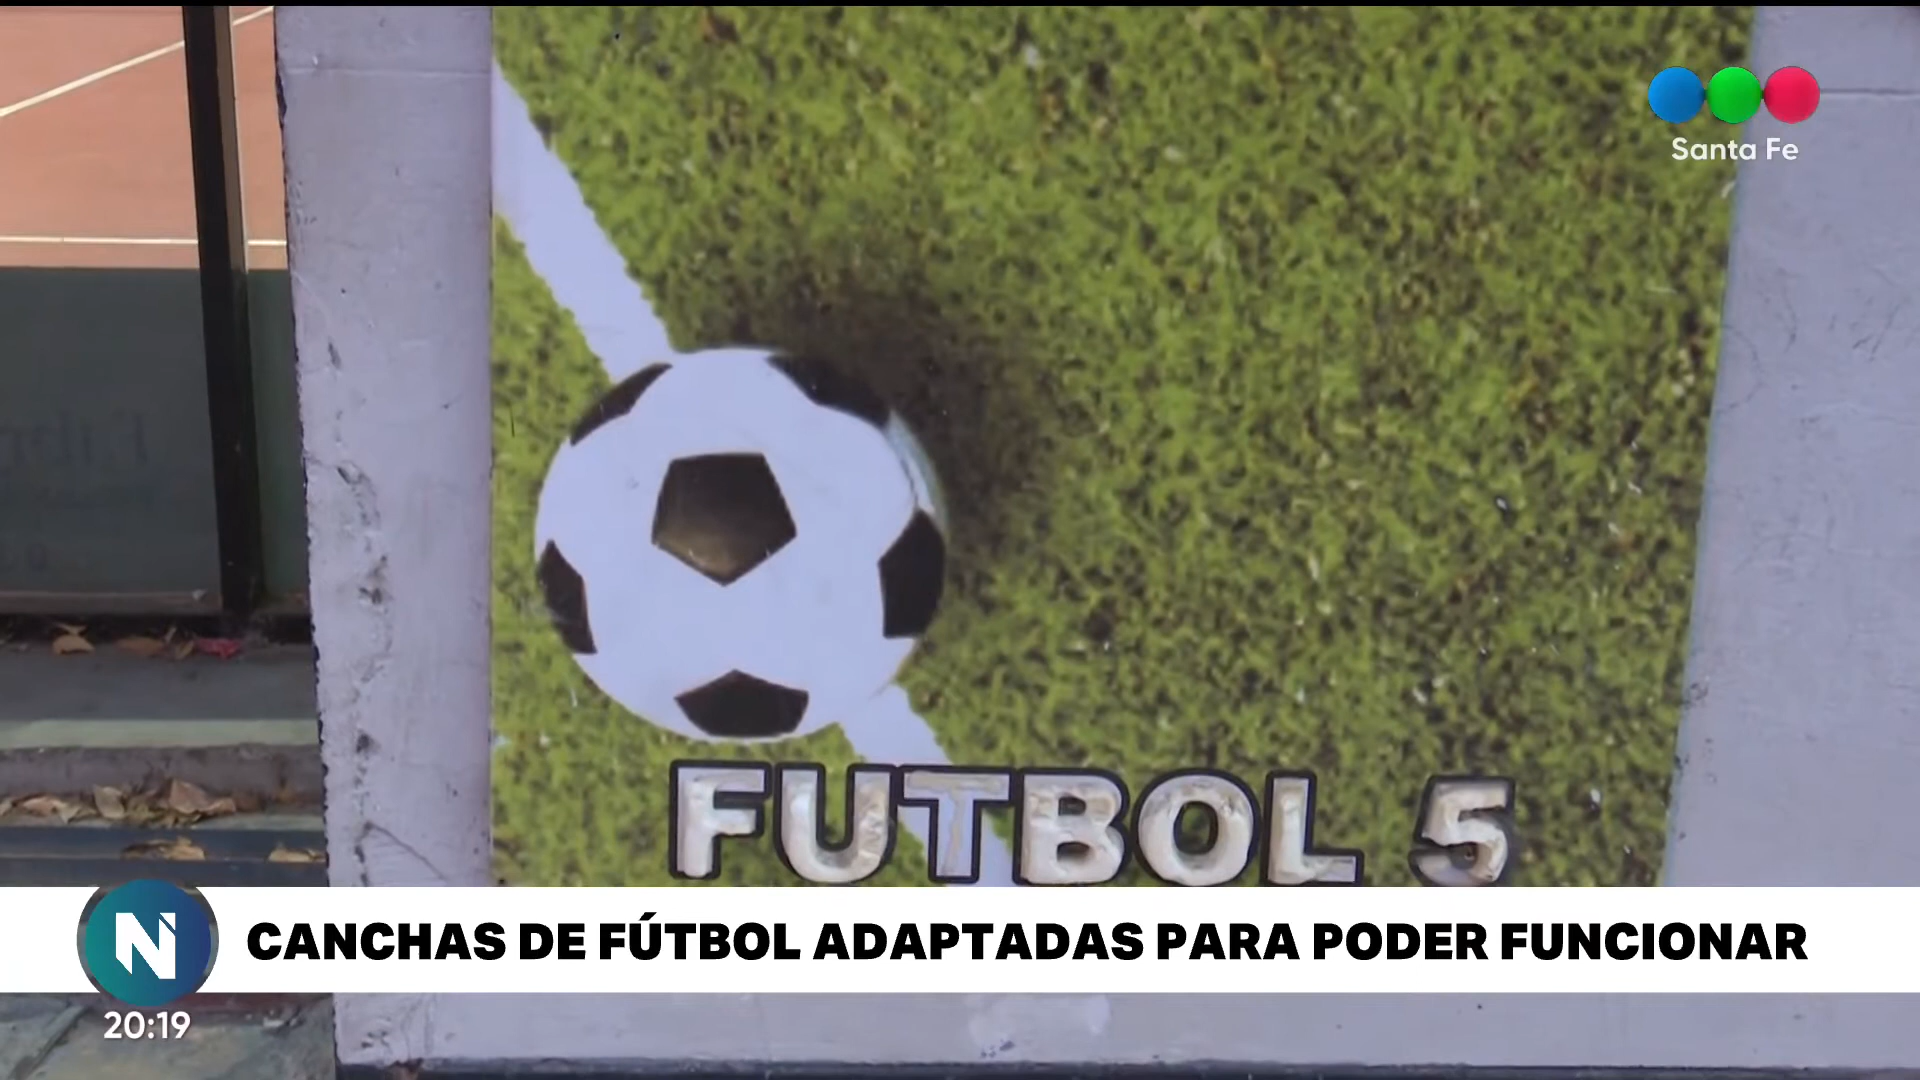 Santa Fe
FUTBOL 5
N
CANCHAS DE FÚTBOL ADAPTADAS PARA PODER FUNCIONAR
20:19